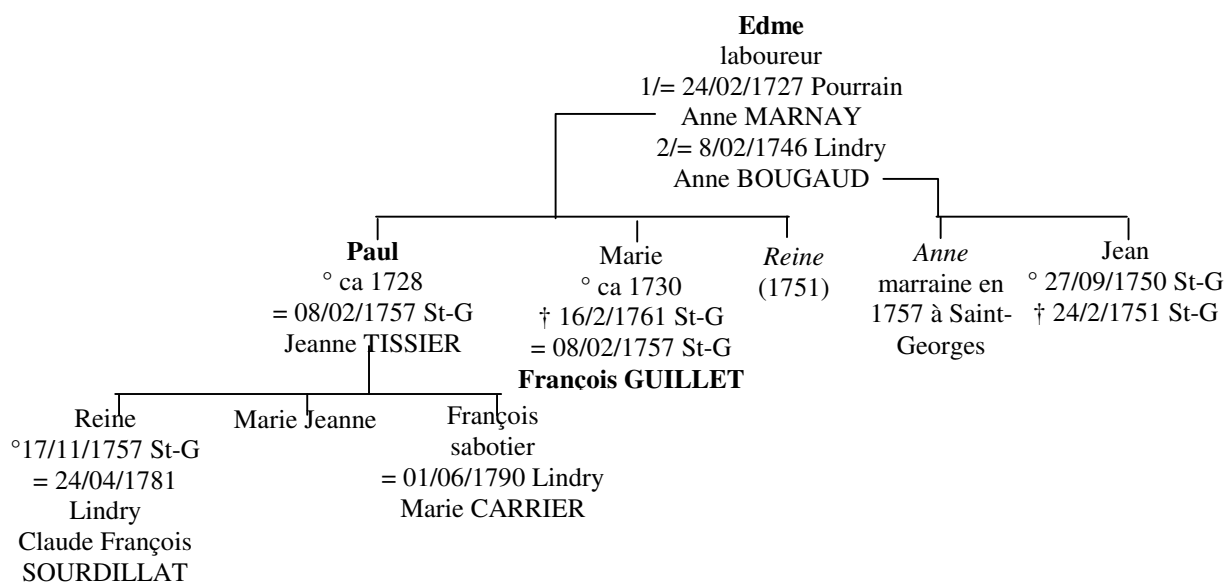 Edme
laboureur
1/= 24/02/1727 Pourrain
Anne MARNAY
2/= 8/02/1746 Lindry
Anne BOUGAUD
Paul
° ca 1728
= 08/02/1757 St-G
Jeanne TISSIER
Marie
° ca 1730
† 16/2/1761 St-G
= 08/02/1757 St-G
François GUILLET
Reine
(1751)
Anne
marraine en
1757 à Saint-
Georges
Jean
° 27/09/1750 St-G
† 24/2/1751 St-G
Reine
°17/11/1757 St-G
= 24/04/1781
Lindry
Claude François
SOURDILLAT
Marie Jeanne
François
sabotier
= 01/06/1790 Lindry
Marie CARRIER